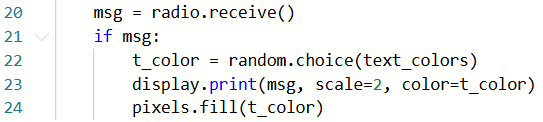 20 msg = radio.receive()
21 if msg:
22 t_color = random.choice(text_colors)
23 display.print(msg, scale=2, color=t_color)
24 pixels.fill(t_color)